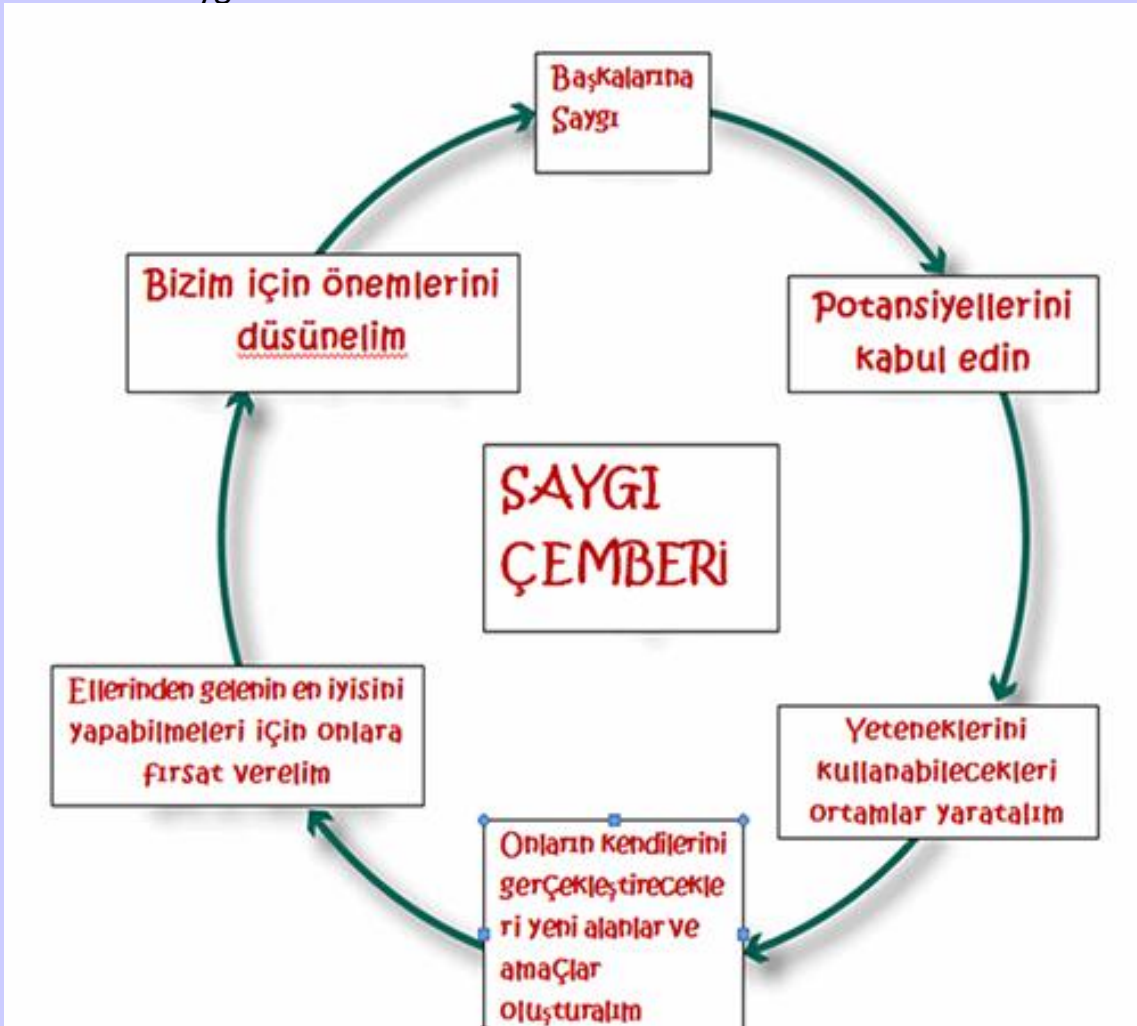 Başkalarına
Saygı
Bizim için önemlerini
düsünelim
Potansiyellerini
kabul edin
SAYGI
ÇEMBERİ
Ellerinden gelenin en iyisini
yapabilmeleri için onlara
fırsat verelim
Yeteneklerini
kullanabilecekleri
ortamlar yaratalım
Onların kendilerini
gerçekleştirecekle
ri yeni alanlar ve
amaçlar
oluşturalım